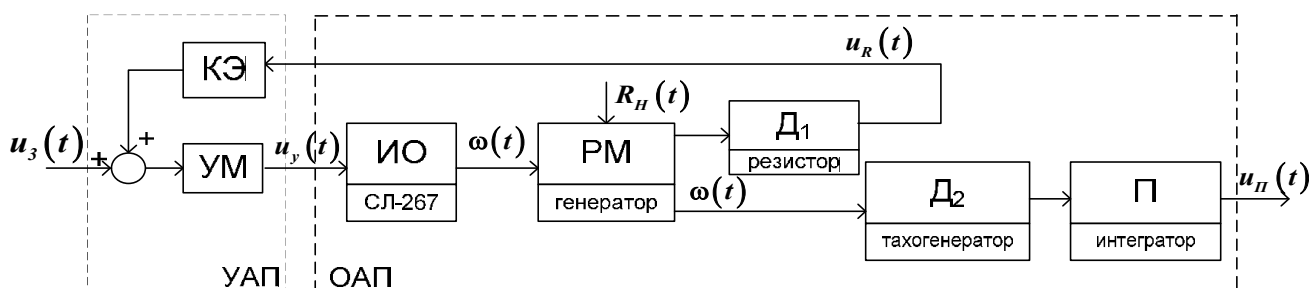 u_R(t)
КЭ
R_H(t)
Д₁
резистор
u_З(t)
+
+
УМ
u_y(t)
ИО
СЛ-267
ω(t)
РМ
генератор
ω(t)
Д₂
тахогенератор
П
интегратор
u_П(t)
УАП
ОАП